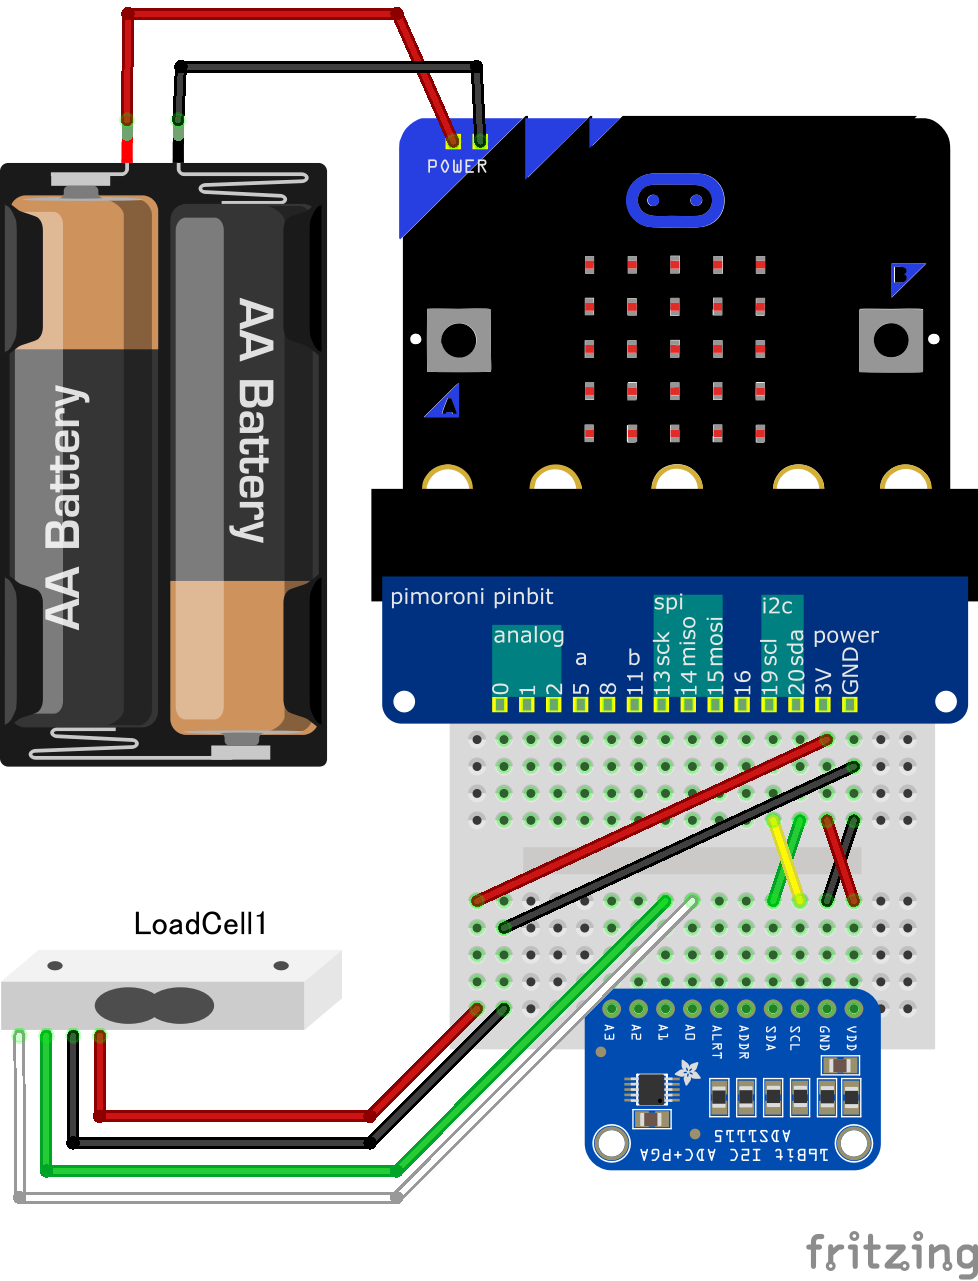 POWER
B
AA Battery
AA Battery
A
pimoroni pinbit
spi
i2c
analog
power
a
b
0
1
2
5
8
11
13 sck
14 miso
15 mosi
16
19 scl
20 sda
3V
GND
LoadCell1
A3
A2
A1
A0
ALRT
ADDR
SDA
SCL
GND
VDD
ADS1115
16Bit I2C ADC+PGA
fritzing